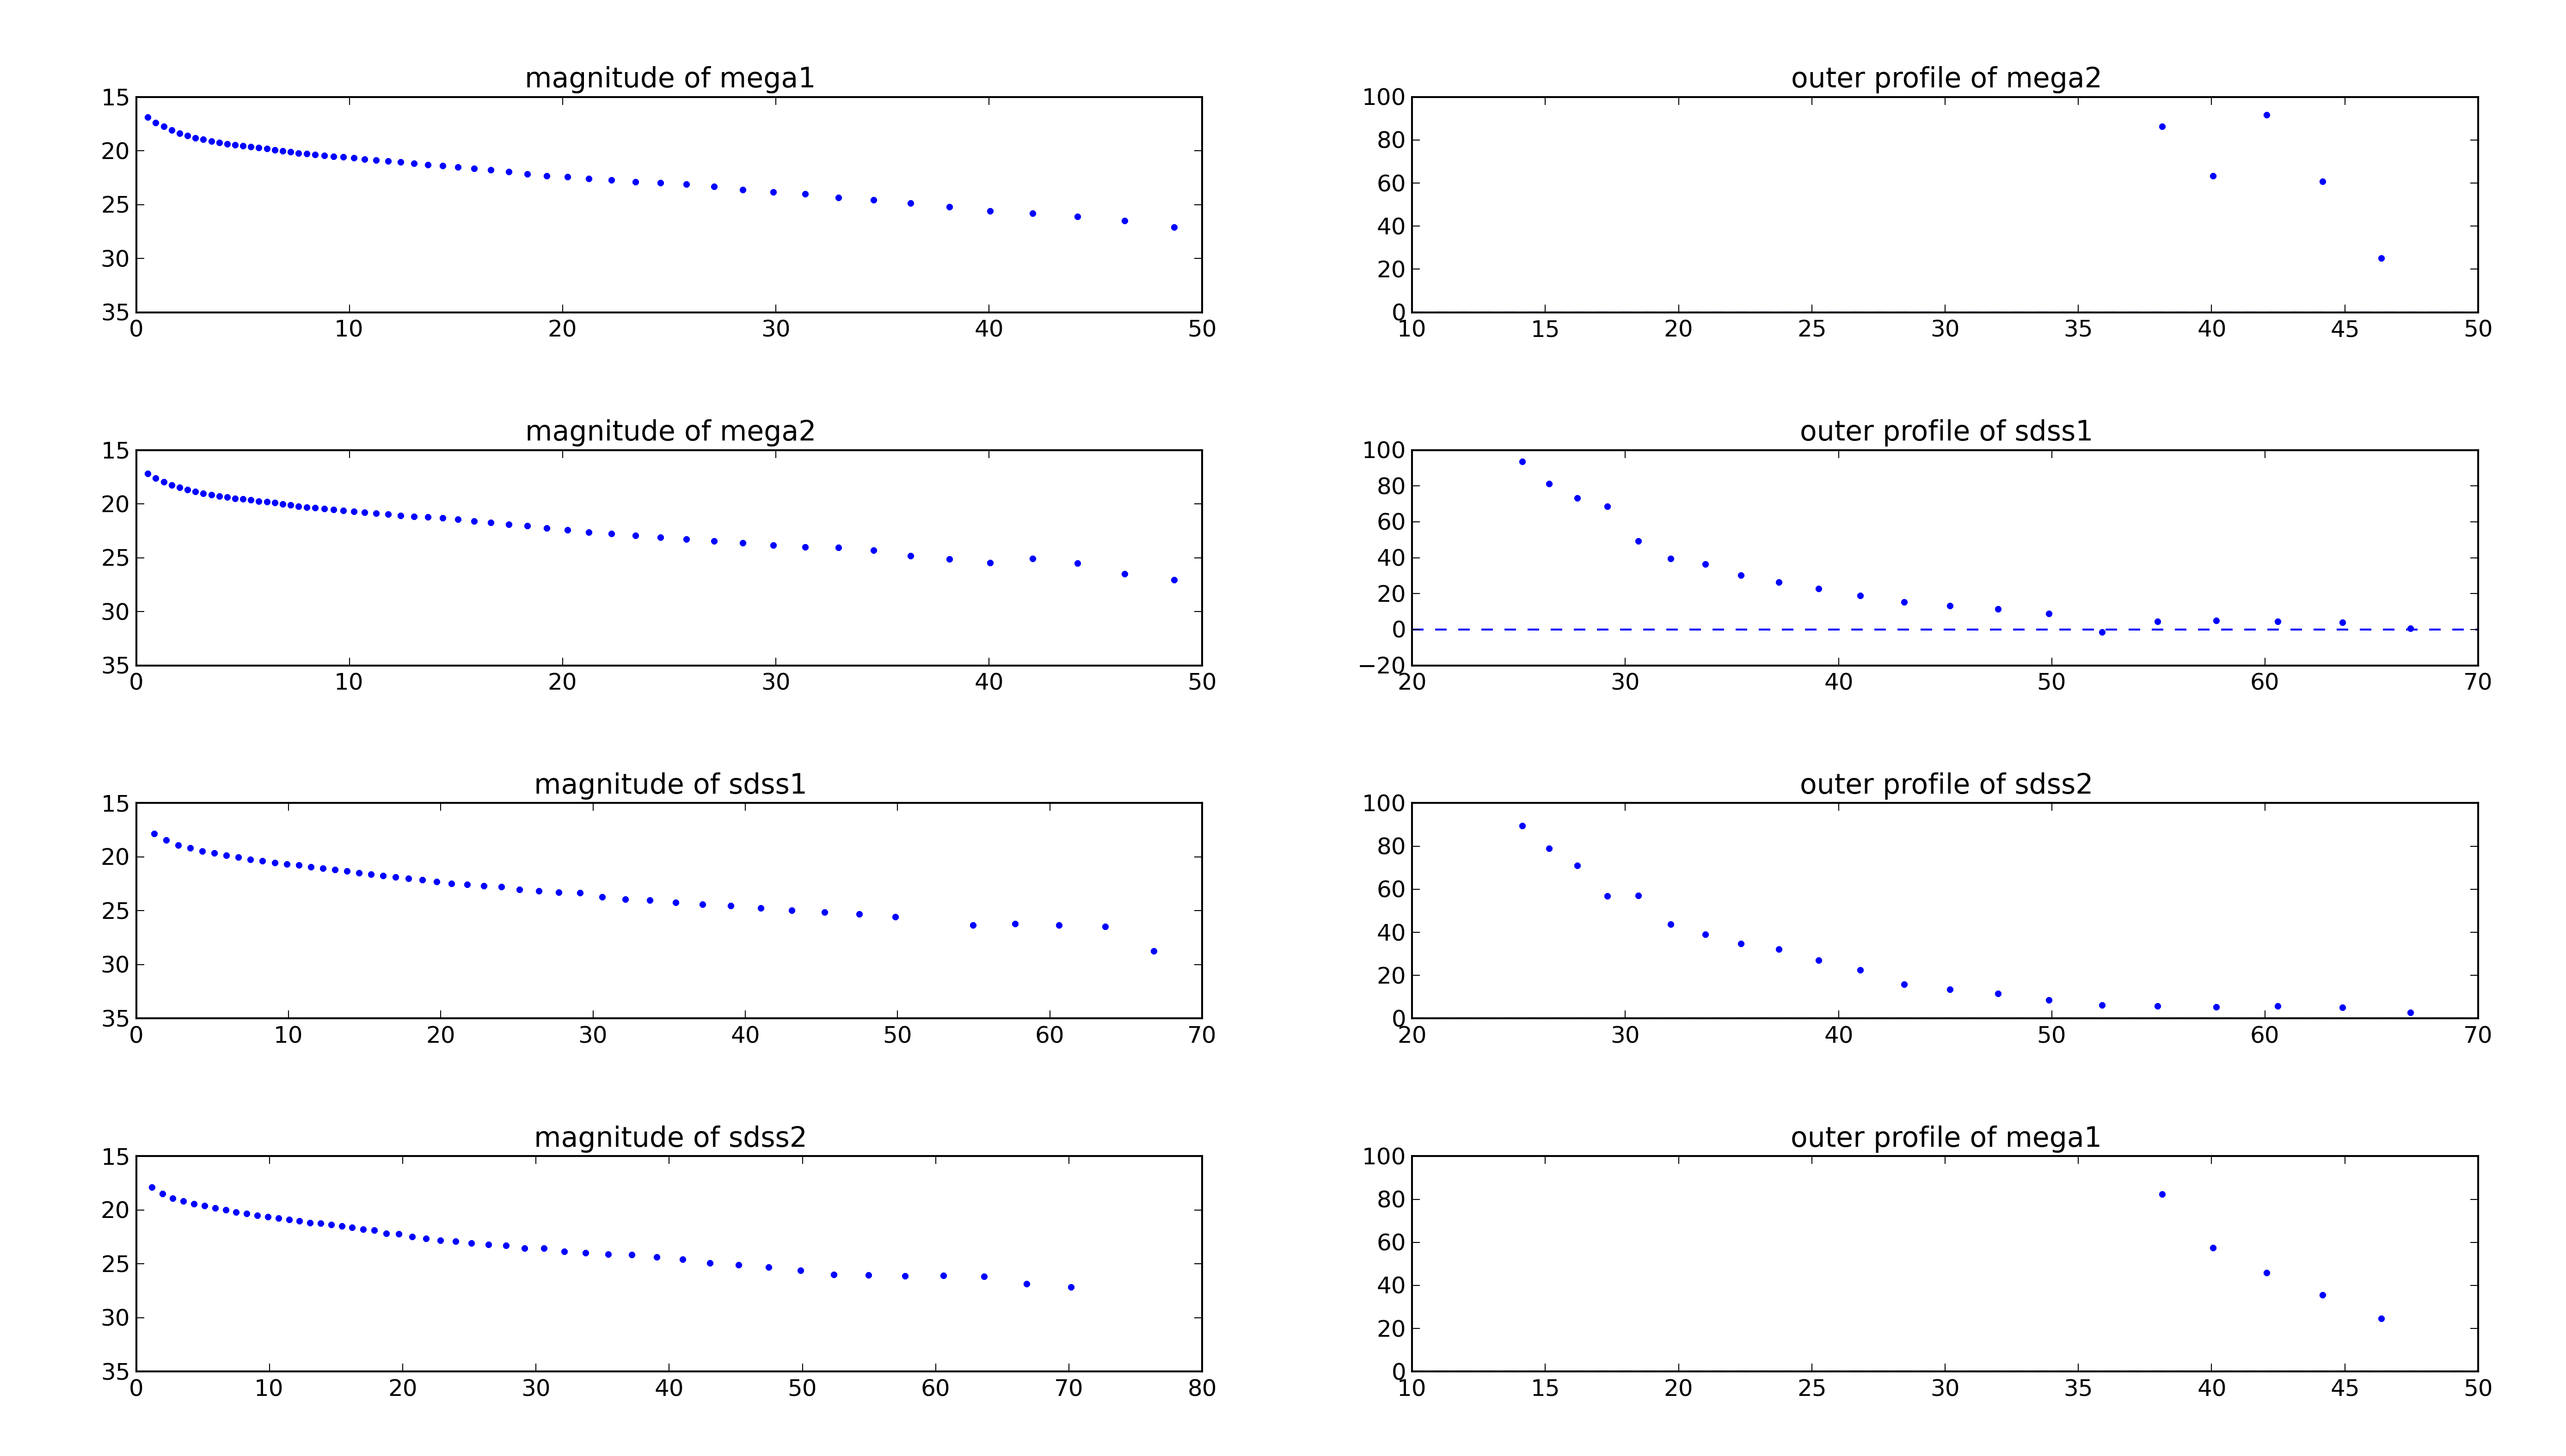 magnitude of mega1
15
20
25
30
35
0 10 20 30 40 50
outer profile of mega2
100
80
60
40
20
0
10 15 20 25 30 35 40 45 50
magnitude of mega2
15
20
25
30
35
0 10 20 30 40 50
outer profile of sdss1
100
80
60
40
20
0
−20
20 30 40 50 60 70
magnitude of sdss1
15
20
25
30
35
0 10 20 30 40 50 60 70
outer profile of sdss2
100
80
60
40
20
0
20 30 40 50 60 70
magnitude of sdss2
15
20
25
30
35
0 10 20 30 40 50 60 70 80
outer profile of mega1
100
80
60
40
20
0
10 15 20 25 30 35 40 45 50